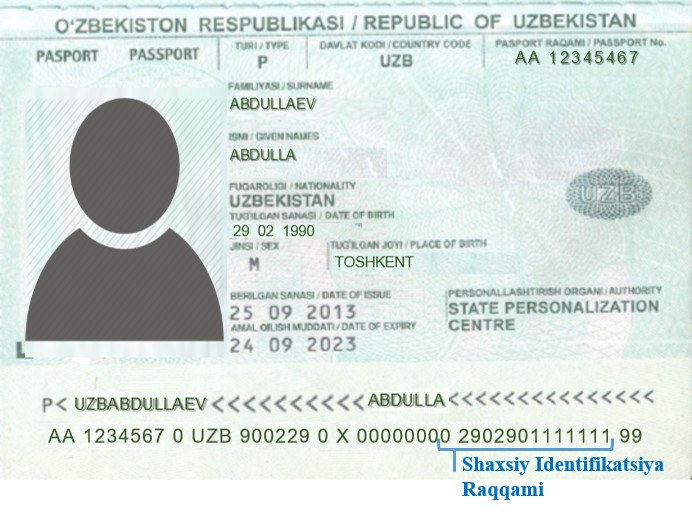 O'ZBEKISTON RESPUBLIKASI / REPUBLIC OF UZBEKISTAN
PASPORT PASSPORT
TURI / TYPE
P
DAVLAT KODI / COUNTRY CODE
UZB
PASPORT RAQAMI / PASSPORT No.
AA 12345467
FAMILIYASI / SURNAME
ABDULLAEV
ISMI / GIVEN NAMES
ABDULLA
FUQAROLIGI / NATIONALITY
UZBEKISTAN
TUG'ILGAN SANASI / DATE OF BIRTH
29 02 1990
JINSI / SEX
M
TUG'ILGAN JOYI / PLACE OF BIRTH
TOSHKENT
UZB
BERILGAN SANASI / DATE OF ISSUE
25 09 2013
AMAL QILISH MUDDATI / DATE OF EXPIRY
24 09 2023
PERSONALLASHTIRISH ORGANI / AUTHORITY
STATE PERSONALIZATION
CENTRE
P< UZBABDULLAEV <<<<<<<<<<< ABDULLA <<<<<<<<<<<<<<<<
AA 1234567 0 UZB 900229 0 X 00000000 2902901111111 99
Shaxsiy Identifikatsiya
Raqqami